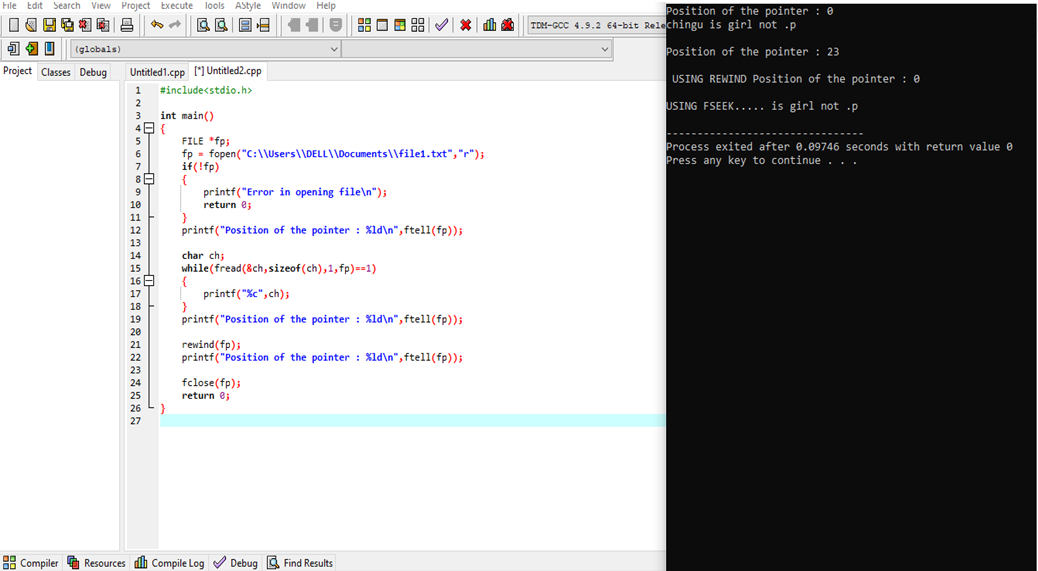 File Edit Search View Project Execute Tools AStyle Window Help
TDM-GCC 4.9.2 64-bit Rele
(globals)
Project Classes Debug
Untitled1.cpp [*] Untitled2.cpp
1 #include<stdio.h>
2
3 int main()
4 {
5 FILE *fp;
6 fp = fopen("C:\\Users\\DELL\\Documents\\file1.txt","r");
7 if(!fp)
8 {
9 printf("Error in opening file\n");
10 return 0;
11 }
12 printf("Position of the pointer : %ld\n",ftell(fp));
13
14 char ch;
15 while(fread(&ch,sizeof(ch),1,fp)==1)
16 {
17 printf("%c",ch);
18 }
19 printf("Position of the pointer : %ld\n",ftell(fp));
20
21 rewind(fp);
22 printf("Position of the pointer : %ld\n",ftell(fp));
23
24 fclose(fp);
25 return 0;
26 }
27
Compiler Resources Compile Log Debug Find Results
Position of the pointer : 0
chingu is girl not .p
Position of the pointer : 23
USING REWIND Position of the pointer : 0
USING FSEEK..... is girl not .p
--------------------------------
Process exited after 0.09746 seconds with return value 0
Press any key to continue . . .